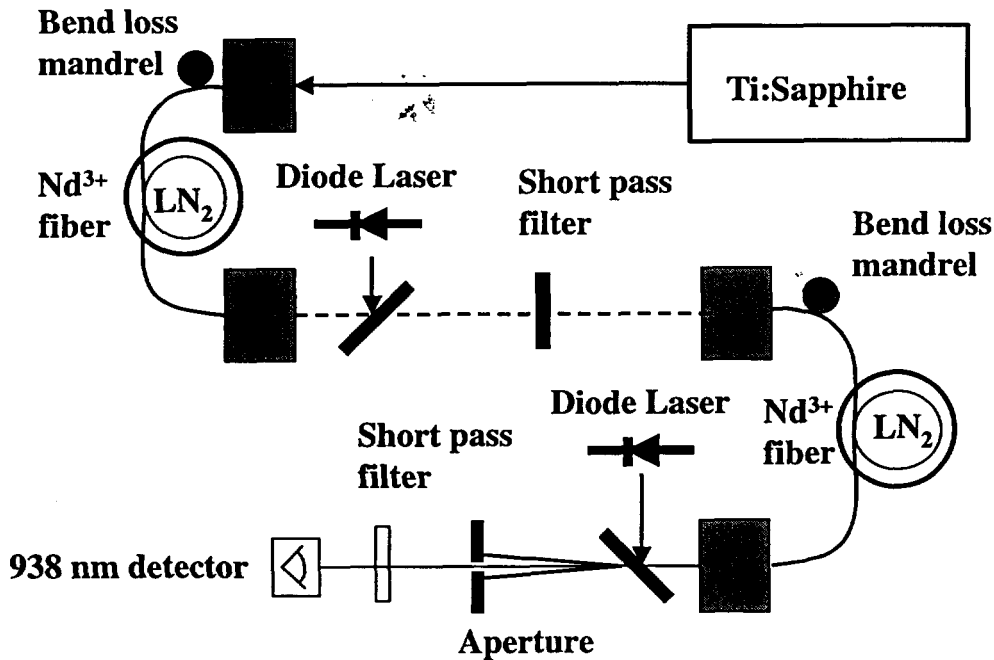 Bend loss
mandrel
Ti:Sapphire
Nd³⁺
fiber
LN₂
Diode Laser
Short pass
filter
Bend loss
mandrel
Diode Laser
Nd³⁺
fiber
LN₂
Short pass
filter
938 nm detector
Aperture